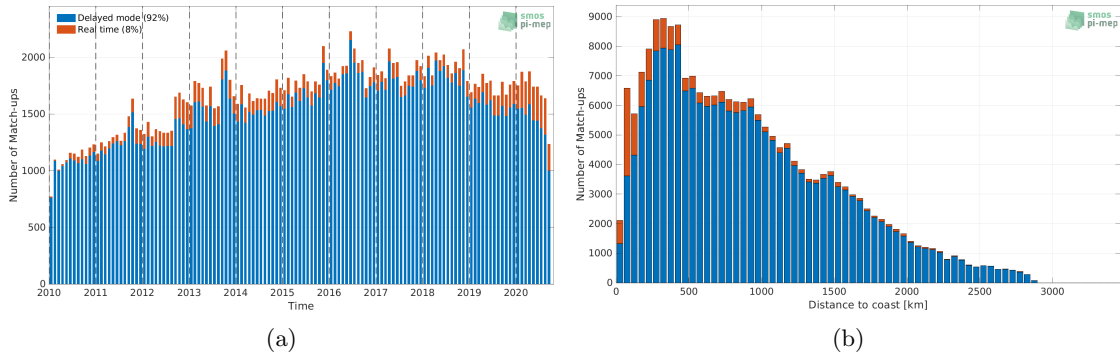 Delayed mode (92%)
Real time (8%)
smos
pi-mep
2000
1500
1000
500
0
Number of Match-ups
2010 2011 2012 2013 2014 2015 2016 2017 2018 2019 2020
Time
(a)
smos
pi-mep
9000
8000
7000
6000
5000
4000
3000
2000
1000
0
Number of Match-ups
0 500 1000 1500 2000 2500 3000
Distance to coast [km]
(b)